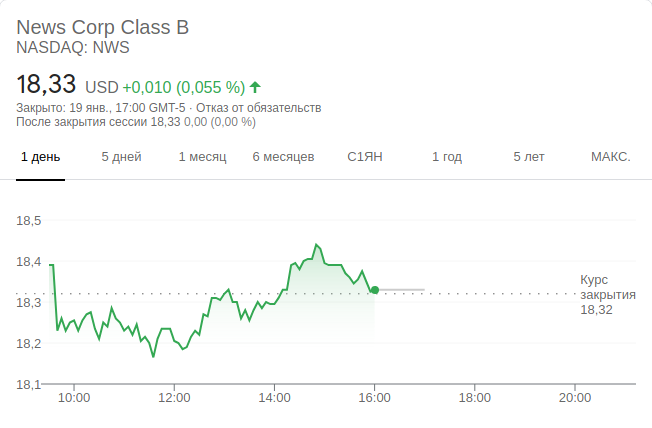 News Corp Class B
NASDAQ: NWS
18,33 USD +0,010 (0,055 %)
Закрыто: 19 янв., 17:00 GMT-5 · Отказ от обязательств
После закрытия сессии 18,33 0,00 (0,00 %)
1 день 5 дней 1 месяц 6 месяцев С1ЯН 1 год 5 лет МАКС.
18,5
18,4
18,3
18,2
18,1
Курс
закрытия
18,32
10:00 12:00 14:00 16:00 18:00 20:00